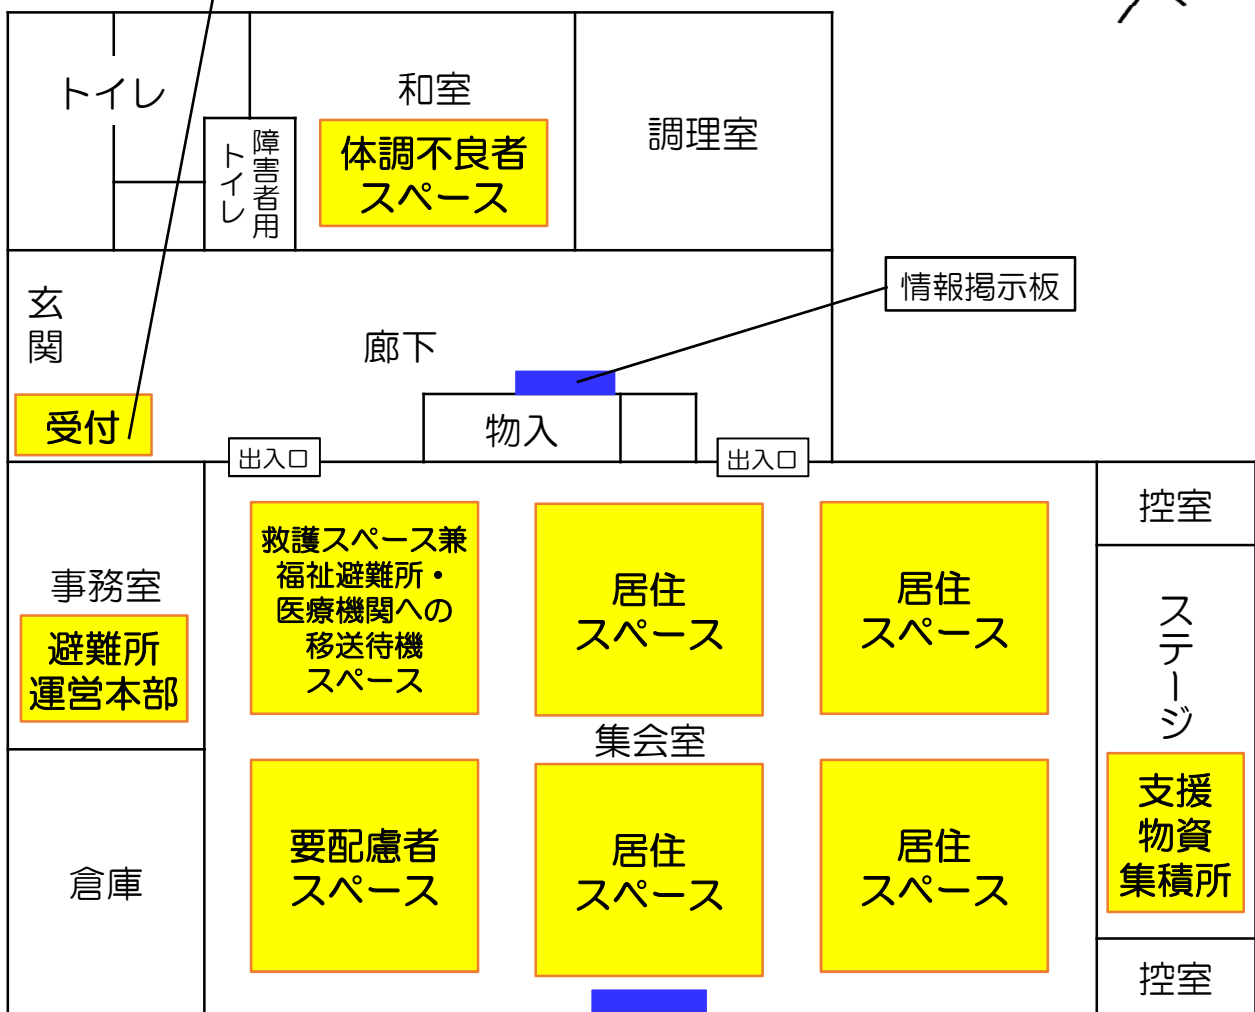 トイレ
障害者用
トイレ
和室
体調不良者
スペース
調理室
玄
関
廊下
情報掲示板
受付
物入
出入口
出入口
事務室
避難所
運営本部
救護スペース兼
福祉避難所・
医療機関への
移送待機
スペース
居住
スペース
居住
スペース
控室
ステージ
集会室
倉庫
要配慮者
スペース
居住
スペース
居住
スペース
支援
物資
集積所
控室